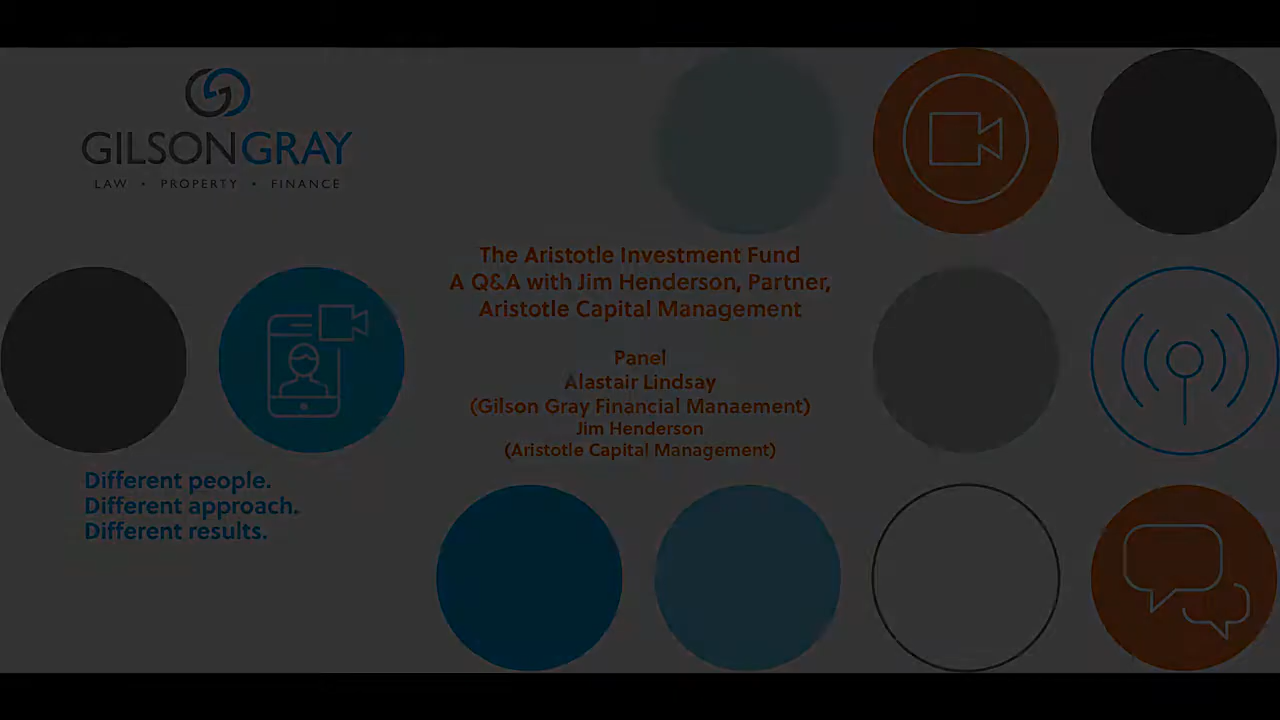 GILSONGRAY
LAW • PROPERTY • FINANCE
The Aristotle Investment Fund
A Q&A with Jim Henderson, Partner,
Aristotle Capital Management
Panel
Alastair Lindsay
(Gilson Gray Financial Manaement)
Jim Henderson
(Aristotle Capital Management)
Different people.
Different approach.
Different results.